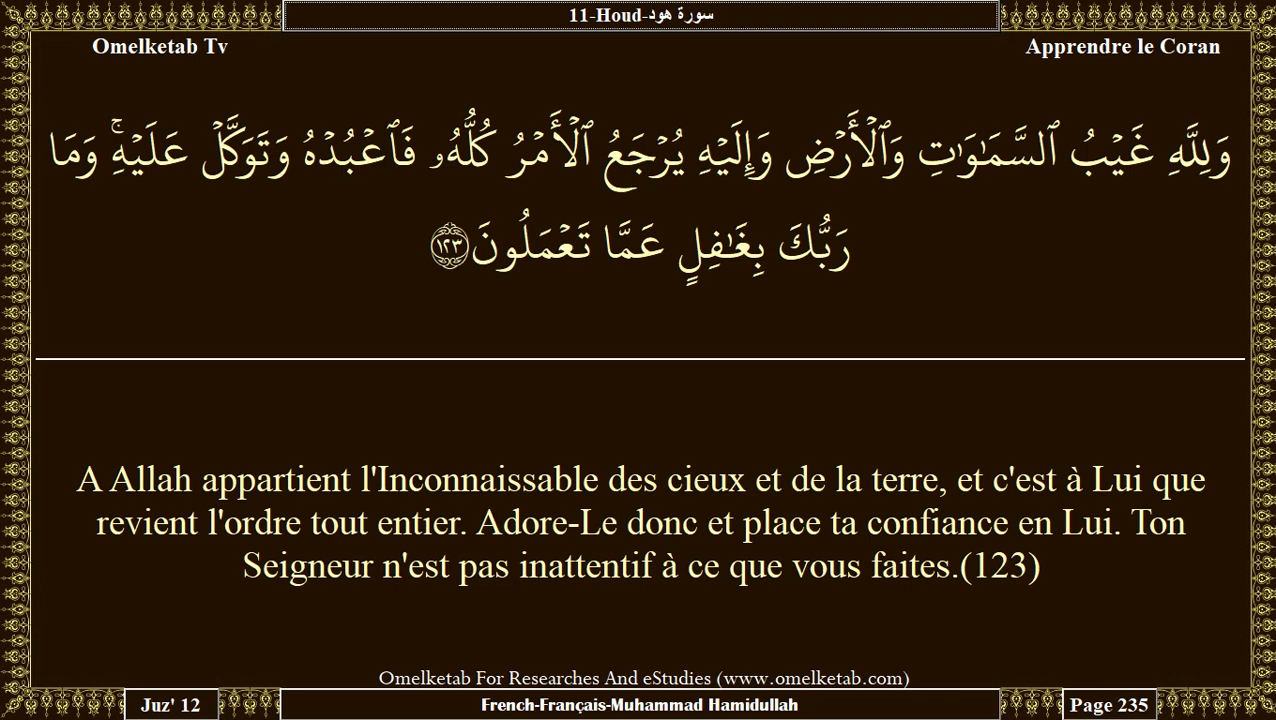 11-Houd-سورة هود
Omelketab Tv
Apprendre le Coran
وَلِلَّهِ غَيْبُ ٱلسَّمَـٰوَٰتِ وَٱلْأَرْضِ وَإِلَيْهِ يُرْجَعُ ٱلْأَمْرُ كُلُّهُۥ فَٱعْبُدْهُ وَتَوَكَّلْ عَلَيْهِ ۚ وَمَا
رَبُّكَ بِغَـٰفِلٍ عَمَّا تَعْمَلُونَ ١٢٣
A Allah appartient l'Inconnaissable des cieux et de la terre, et c'est à Lui que
revient l'ordre tout entier. Adore-Le donc et place ta confiance en Lui. Ton
Seigneur n'est pas inattentif à ce que vous faites.(123)
Omelketab For Researches And eStudies (www.omelketab.com)
Juz' 12
French-Français-Muhammad Hamidullah
Page 235